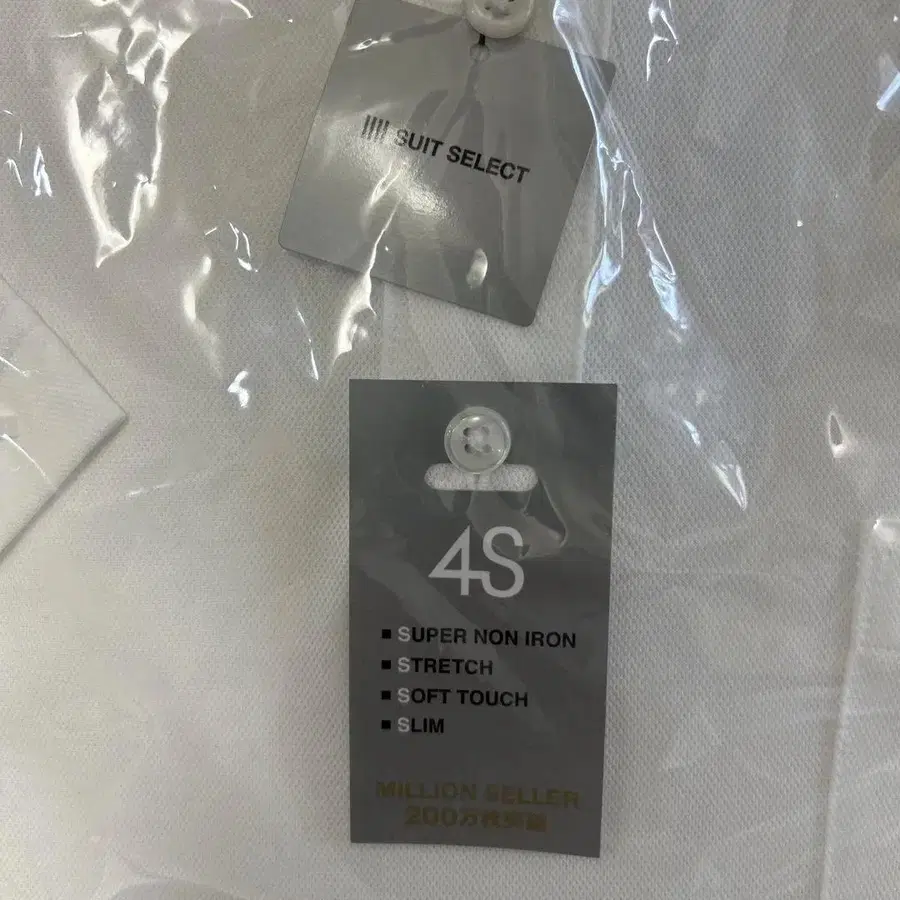 SUIT SELECT
4S
■ SUPER NON IRON
■ STRETCH
■ SOFT TOUCH
■ SLIM
MILLION SELLER
200万枚突破